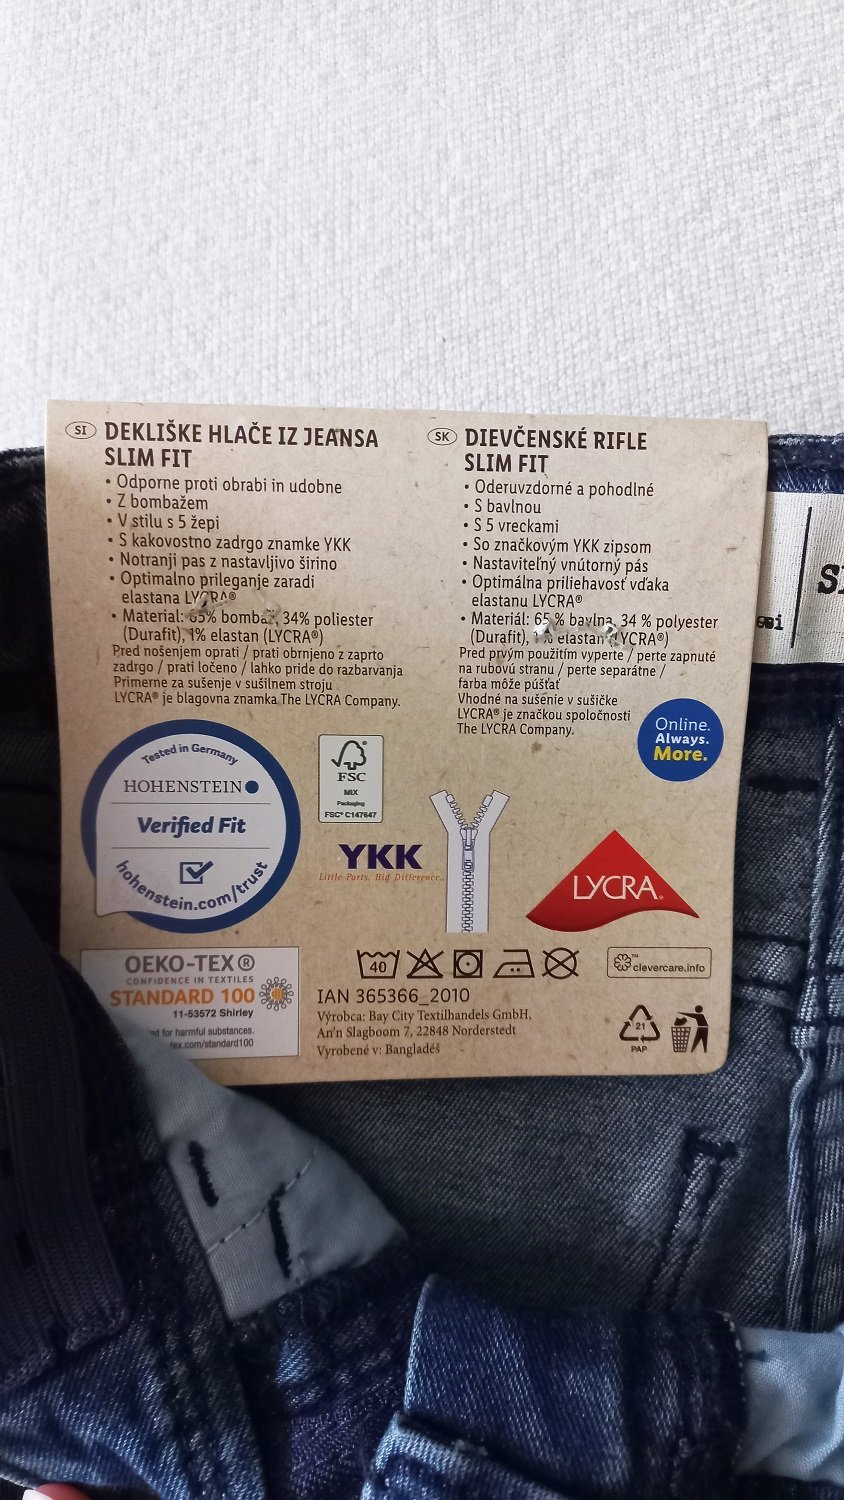 SI DEKLIŠKE HLAČE IZ JEANSA
SLIM FIT
• Odporne proti obrabi in udobne
• Z bombažem
• V stilu s 5 žepi
• S kakovostno zadrgo znamke YKK
• Notranji pas z nastavljivo širino
• Optimalno prileganje zaradi
elastana LYCRA®
• Material: 65% bombaž, 34% poliester
(Durafit), 1% elastan (LYCRA®)
Pred nošenjem oprati / prati obrnjeno z zaprto
zadrgo / prati ločeno / lahko pride do razbarvanja
Primerne za sušenje v sušilnem stroju
LYCRA® je blagovna znamka The LYCRA Company.
SK DIEVČENSKÉ RIFLE
SLIM FIT
• Oderuvzdorné a pohodlné
• S bavlnou
• S 5 vreckami
• So značkovým YKK zipsom
• Nastaviteľný vnútorný pás
• Optimálna priliehavosť vďaka
elastanu LYCRA®
• Materiál: 65 % bavlna, 34 % polyester
(Durafit), 1% elastan (LYCRA®)
Pred prvým použitím vyperte / perte zapnuté
na rubovú stranu / perte separátne /
farba môže púšťať
Vhodné na sušenie v sušičke
LYCRA® je značkou spoločnosti
The LYCRA Company.
Online.
Always.
More.
Tested in Germany
HOHENSTEIN
Verified Fit
hohenstein.com/trust
FSC
MIX
Packaging
FSC® C147647
YKK
Little Parts. Big Difference.
LYCRA®
OEKO-TEX®
CONFIDENCE IN TEXTILES
STANDARD 100
11-53572 Shirley
for harmful substances.
tex.com/standard100
40
IAN 365366_2010
Výrobca: Bay City Textilhandels GmbH,
An'n Slagboom 7, 22848 Norderstedt
Vyrobené v: Bangladéš
™clevercare.info
21
PAP